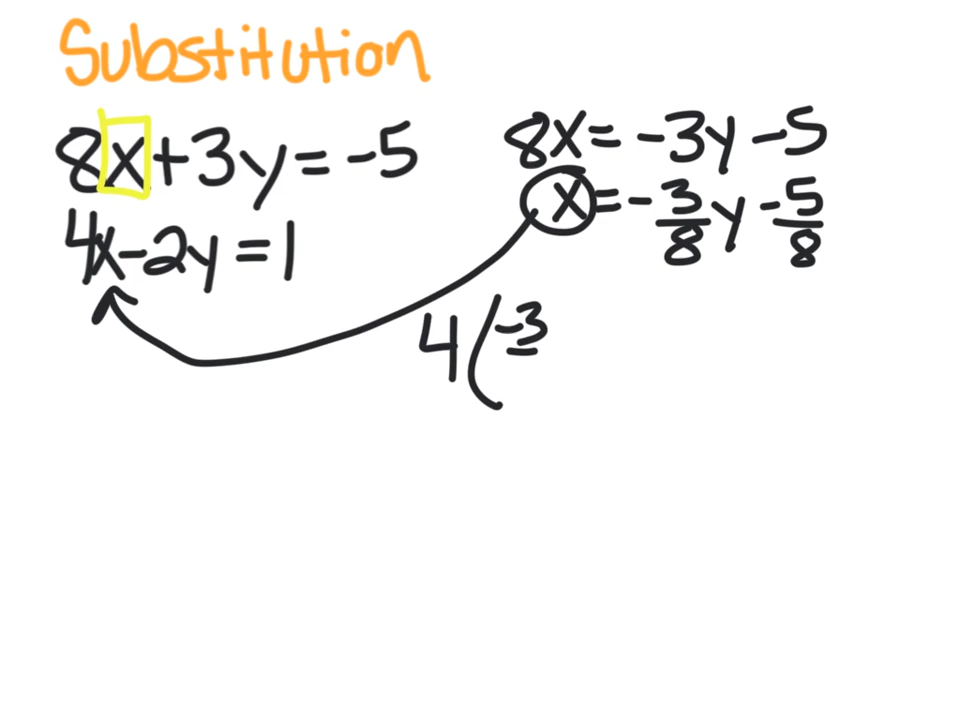 Substitution
8x+3y=-5
4x-2y=1
8x=-3y-5
x=-3/8y-5/8
4(-3